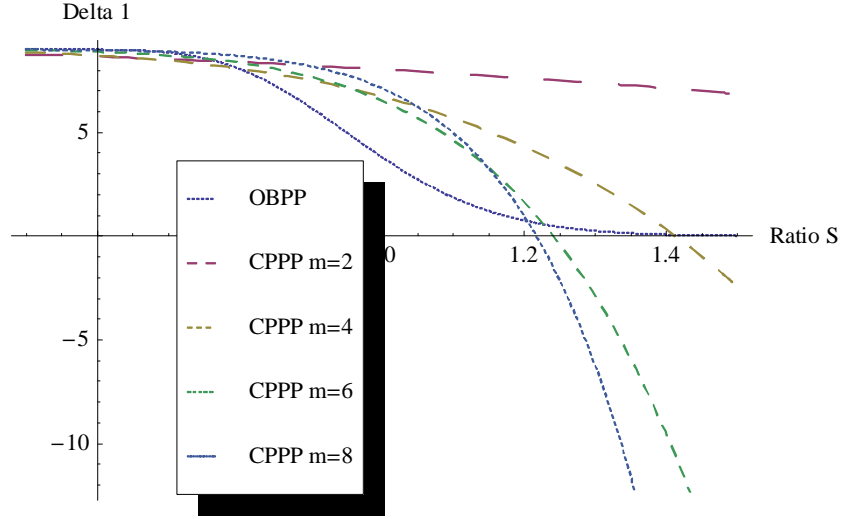 Delta 1
5
Ratio S
0
1.2
1.4
−5
−10
OBPP
CPPP m=2
CPPP m=4
CPPP m=6
CPPP m=8